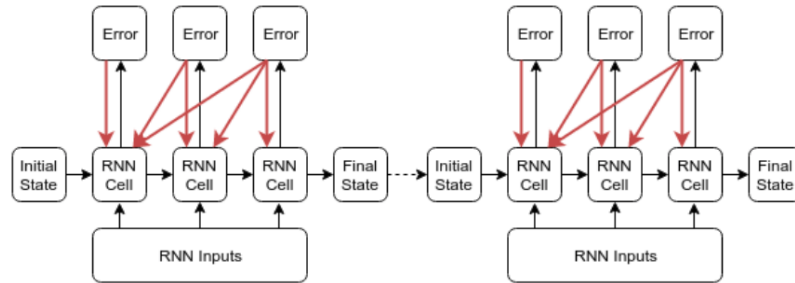 Error
Error
Error
Error
Error
Error
Initial
State
RNN
Cell
RNN
Cell
RNN
Cell
Final
State
Initial
State
RNN
Cell
RNN
Cell
RNN
Cell
Final
State
RNN Inputs
RNN Inputs